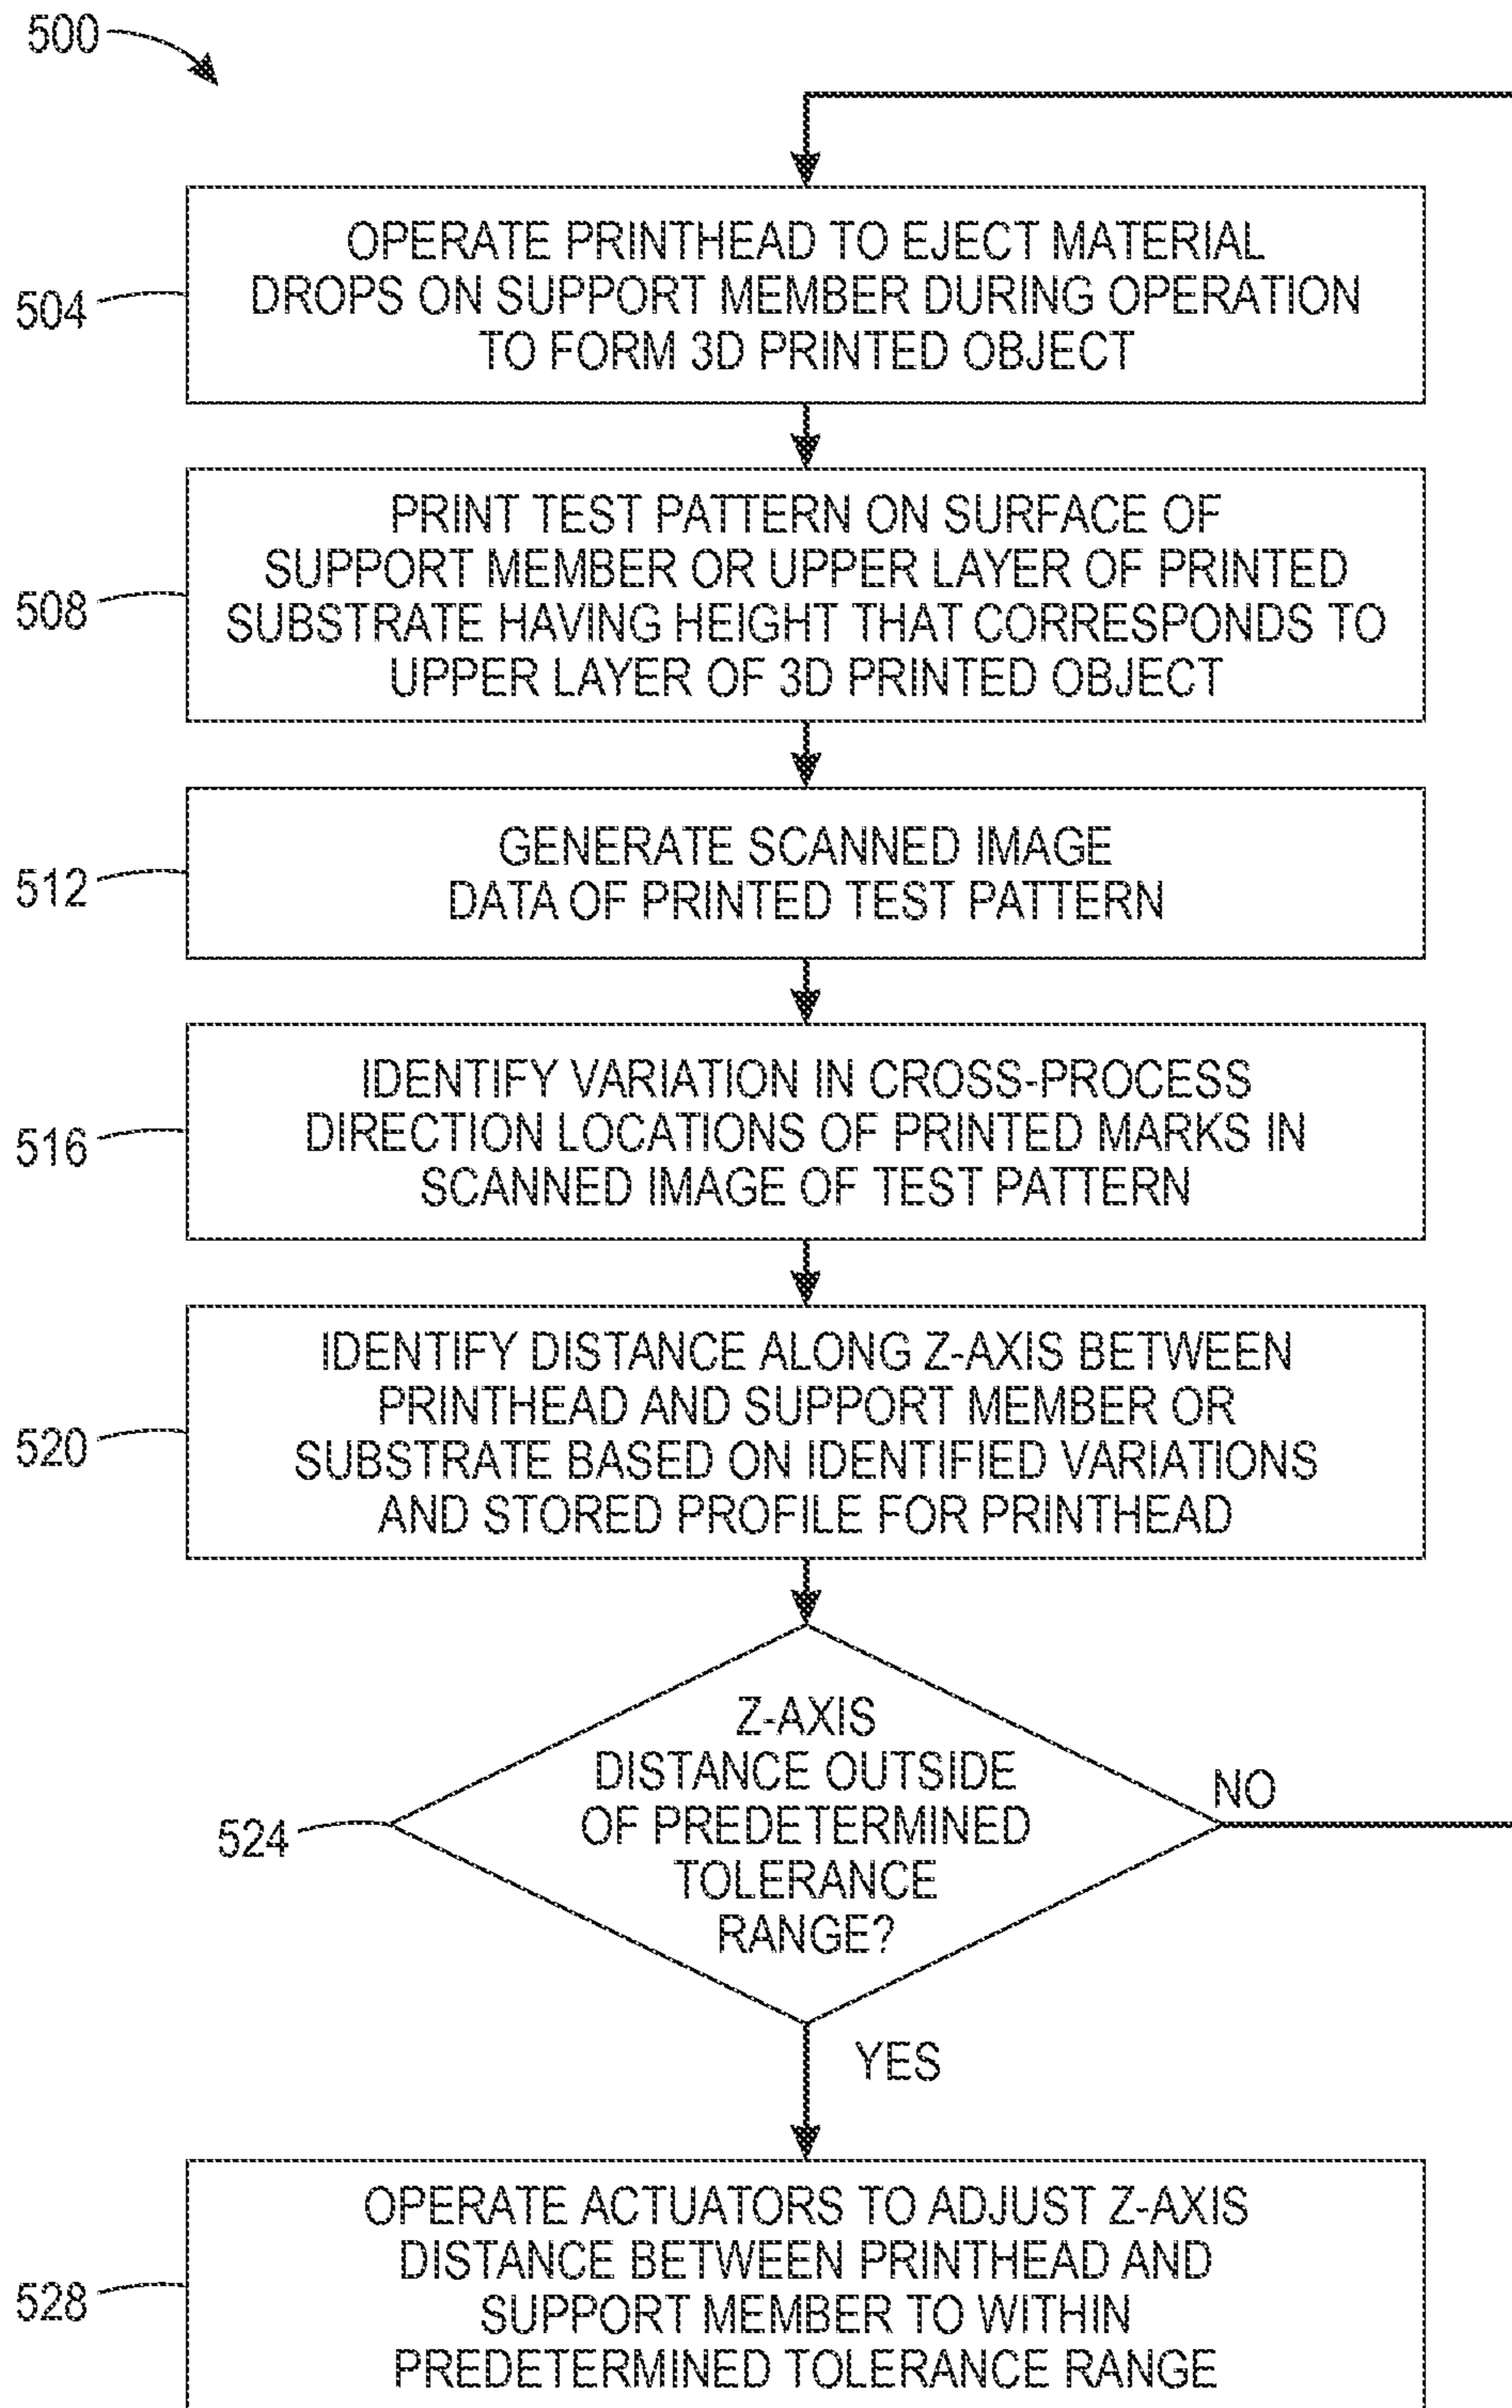 500
504
OPERATE PRINTHEAD TO EJECT MATERIAL
DROPS ON SUPPORT MEMBER DURING OPERATION
TO FORM 3D PRINTED OBJECT
508
PRINT TEST PATTERN ON SURFACE OF
SUPPORT MEMBER OR UPPER LAYER OF PRINTED
SUBSTRATE HAVING HEIGHT THAT CORRESPONDS TO
UPPER LAYER OF 3D PRINTED OBJECT
512
GENERATE SCANNED IMAGE
DATA OF PRINTED TEST PATTERN
516
IDENTIFY VARIATION IN CROSS-PROCESS
DIRECTION LOCATIONS OF PRINTED MARKS IN
SCANNED IMAGE OF TEST PATTERN
520
IDENTIFY DISTANCE ALONG Z-AXIS BETWEEN
PRINTHEAD AND SUPPORT MEMBER OR
SUBSTRATE BASED ON IDENTIFIED VARIATIONS
AND STORED PROFILE FOR PRINTHEAD
524
Z-AXIS
DISTANCE OUTSIDE
OF PREDETERMINED
TOLERANCE
RANGE?
NO
YES
528
OPERATE ACTUATORS TO ADJUST Z-AXIS
DISTANCE BETWEEN PRINTHEAD AND
SUPPORT MEMBER TO WITHIN
PREDETERMINED TOLERANCE RANGE